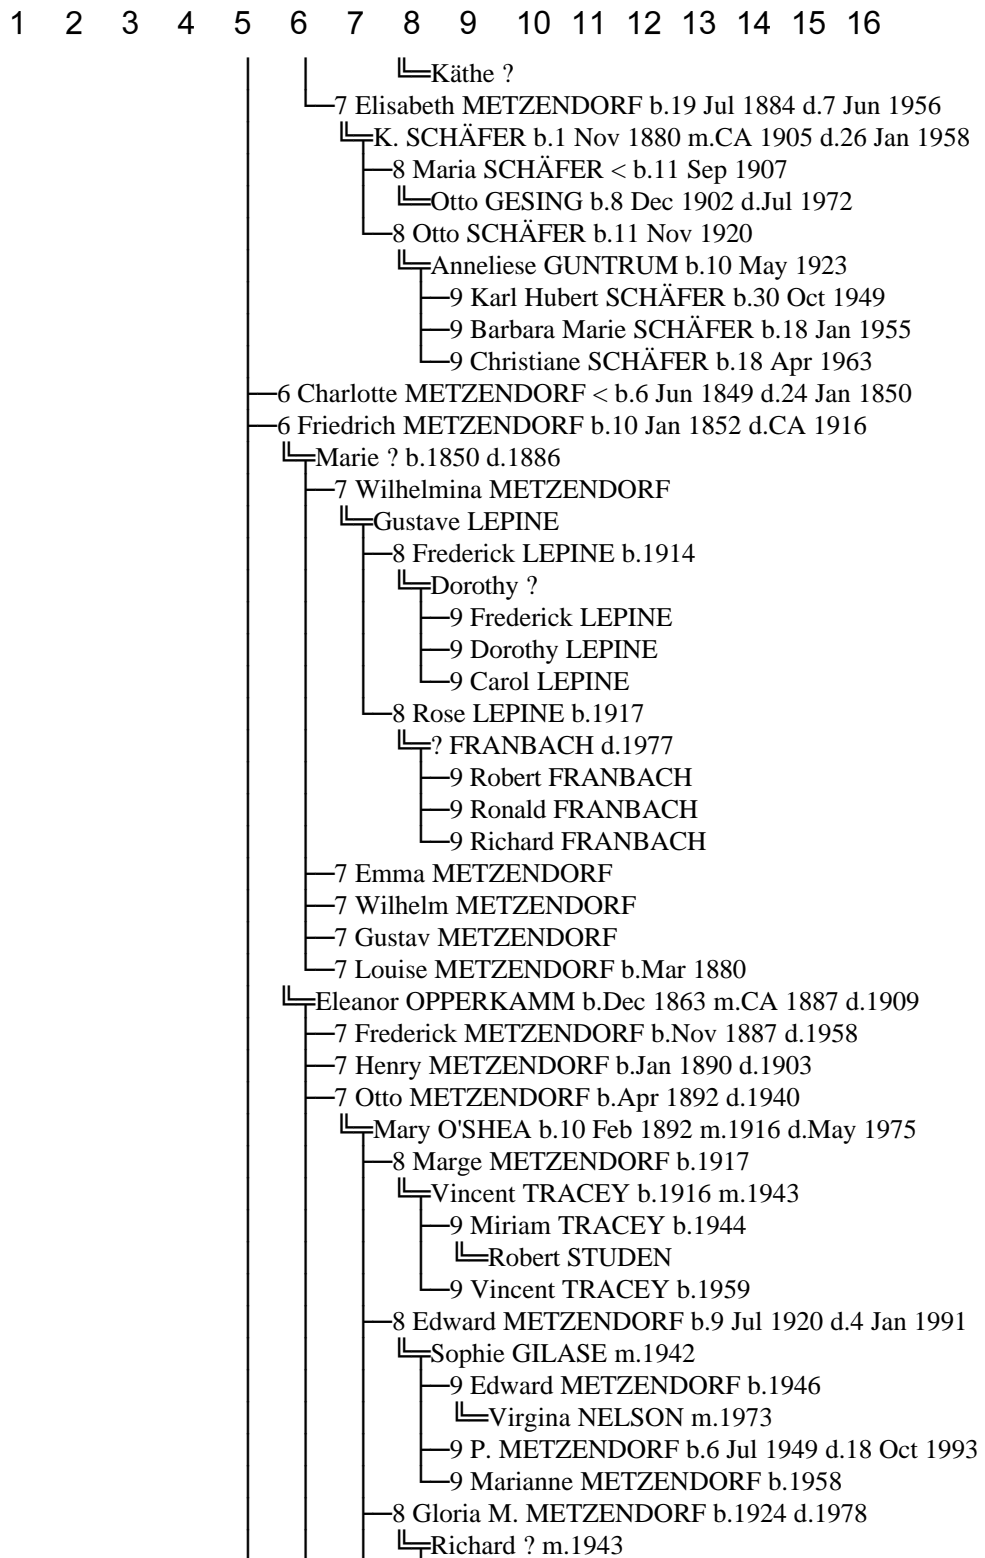 1 2 3 4 5 6 7 8 9 10 11 12 13 14 15 16
Käthe ?
7 Elisabeth METZENDORF b.19 Jul 1884 d.7 Jun 1956
K. SCHÄFER b.1 Nov 1880 m.CA 1905 d.26 Jan 1958
8 Maria SCHÄFER < b.11 Sep 1907
Otto GESING b.8 Dec 1902 d.Jul 1972
8 Otto SCHÄFER b.11 Nov 1920
Anneliese GUNTRUM b.10 May 1923
9 Karl Hubert SCHÄFER b.30 Oct 1949
9 Barbara Marie SCHÄFER b.18 Jan 1955
9 Christiane SCHÄFER b.18 Apr 1963
6 Charlotte METZENDORF < b.6 Jun 1849 d.24 Jan 1850
6 Friedrich METZENDORF b.10 Jan 1852 d.CA 1916
Marie ? b.1850 d.1886
7 Wilhelmina METZENDORF
Gustave LEPINE
8 Frederick LEPINE b.1914
Dorothy ?
9 Frederick LEPINE
9 Dorothy LEPINE
9 Carol LEPINE
8 Rose LEPINE b.1917
? FRANBACH d.1977
9 Robert FRANBACH
9 Ronald FRANBACH
9 Richard FRANBACH
7 Emma METZENDORF
7 Wilhelm METZENDORF
7 Gustav METZENDORF
7 Louise METZENDORF b.Mar 1880
Eleanor OPPERKAMM b.Dec 1863 m.CA 1887 d.1909
7 Frederick METZENDORF b.Nov 1887 d.1958
7 Henry METZENDORF b.Jan 1890 d.1903
7 Otto METZENDORF b.Apr 1892 d.1940
Mary O'SHEA b.10 Feb 1892 m.1916 d.May 1975
8 Marge METZENDORF b.1917
Vincent TRACEY b.1916 m.1943
9 Miriam TRACEY b.1944
Robert STUDEN
9 Vincent TRACEY b.1959
8 Edward METZENDORF b.9 Jul 1920 d.4 Jan 1991
Sophie GILASE m.1942
9 Edward METZENDORF b.1946
Virgina NELSON m.1973
9 P. METZENDORF b.6 Jul 1949 d.18 Oct 1993
9 Marianne METZENDORF b.1958
8 Gloria M. METZENDORF b.1924 d.1978
Richard ? m.1943